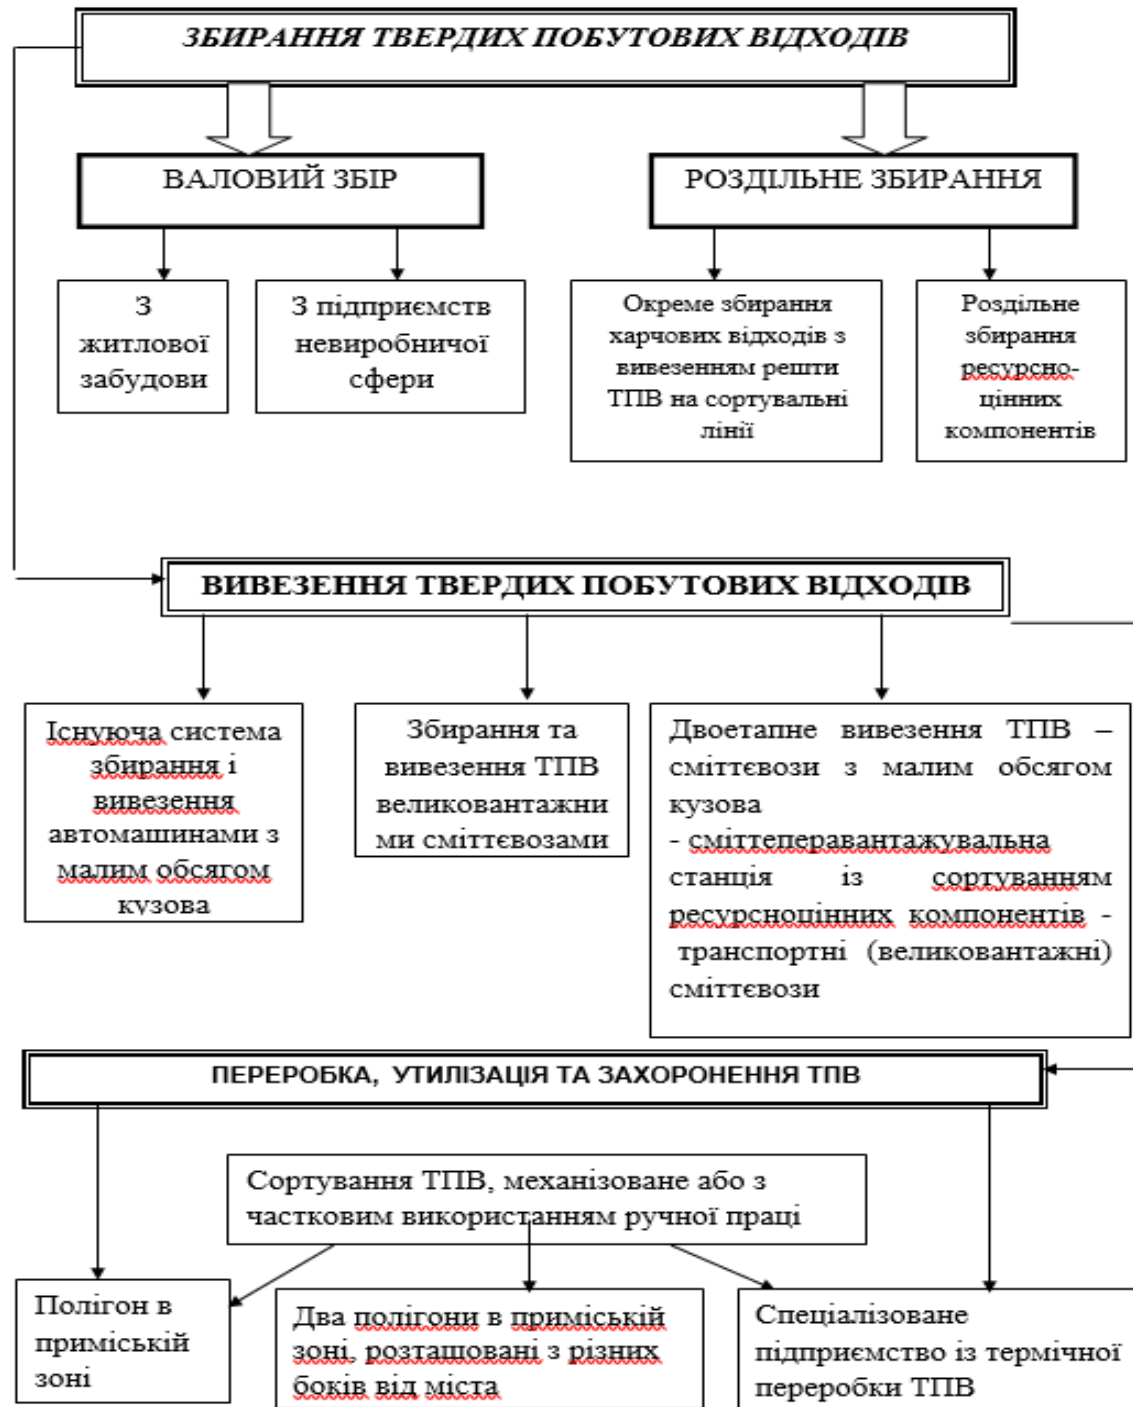 ЗБИРАННЯ ТВЕРДИХ ПОБУТОВИХ ВІДХОДІВ
ВАЛОВИЙ ЗБІР
РОЗДІЛЬНЕ ЗБИРАННЯ
З
житлової
забудови
З підприємств
невиробничої
сфери
Окреме збирання
харчових відходів з
вивезенням решти
ТПВ на сортувальні
лінії
Роздільне
збирання
ресурсно-
цінних
компонентів
ВИВЕЗЕННЯ ТВЕРДИХ ПОБУТОВИХ ВІДХОДІВ
Існуюча система
збирання і
вивезення
автомашинами з
малим обсягом
кузова
Збирання та
вивезення ТПВ
великовантажни
ми сміттєвозами
Двоетапне вивезення ТПВ –
сміттєвози з малим обсягом
кузова
- сміттеперавантажувальна
станція із сортуванням
ресурсноцінних компонентів -
транспортні (великовантажні)
сміттєвози
ПЕРЕРОБКА, УТИЛІЗАЦІЯ ТА ЗАХОРОНЕННЯ ТПВ
Сортування ТПВ, механізоване або з
частковим використанням ручної праці
Полігон в
приміській
зоні
Два полігони в приміській
зоні, розташовані з різних
боків від міста
Спеціалізоване
підприємство із термічної
переробки ТПВ